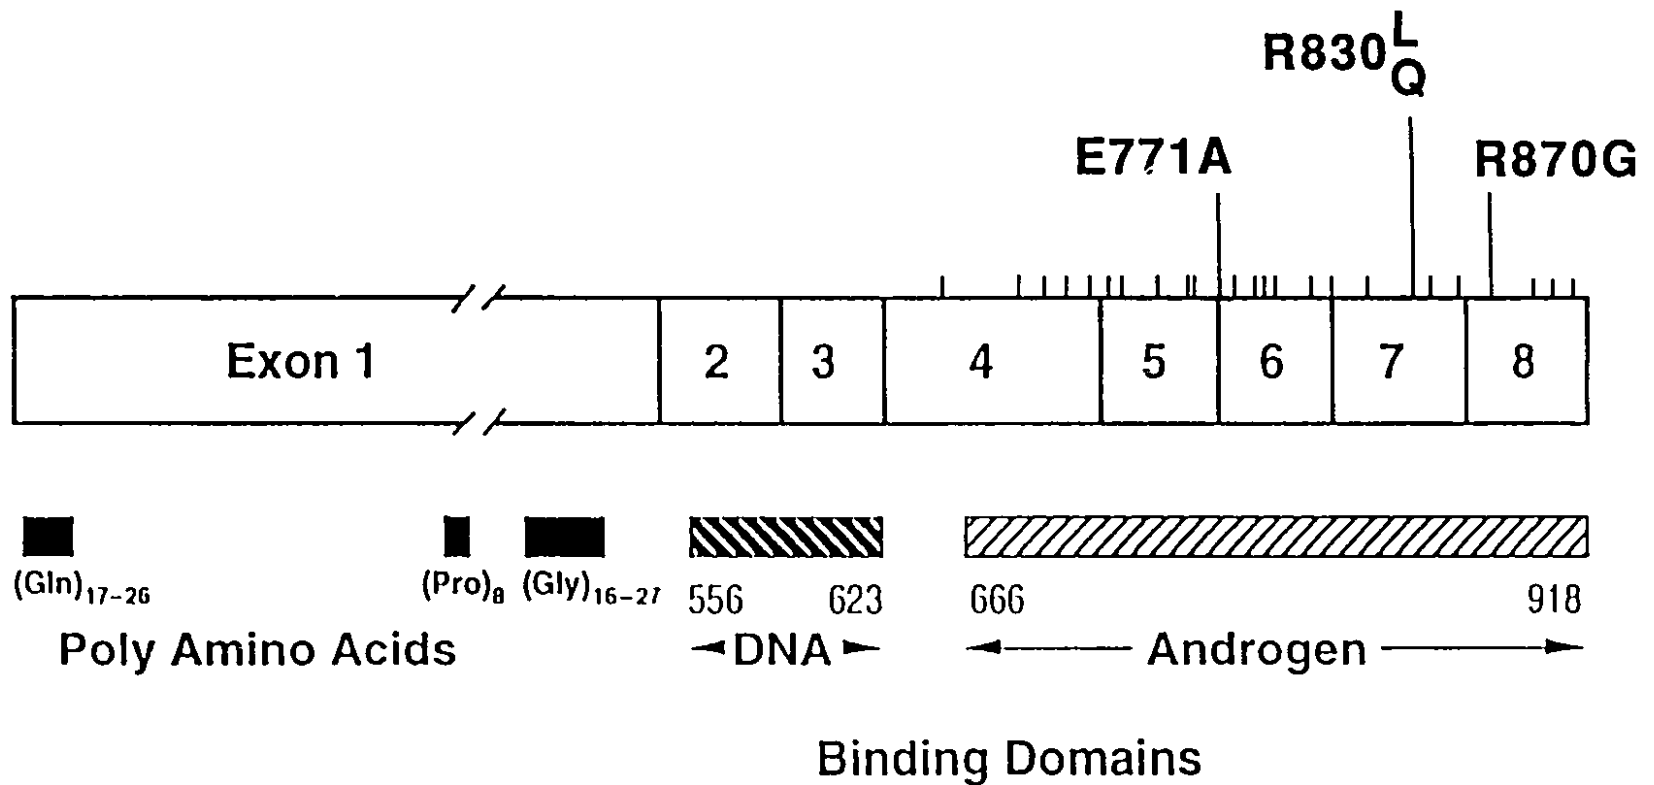 R830 L
Q
E771A
R870G
Exon 1 2 3 4 5 6 7 8
(Gln)17-26 (Pro)8 (Gly)16-27 556 623 666 918
Poly Amino Acids DNA Androgen
Binding Domains